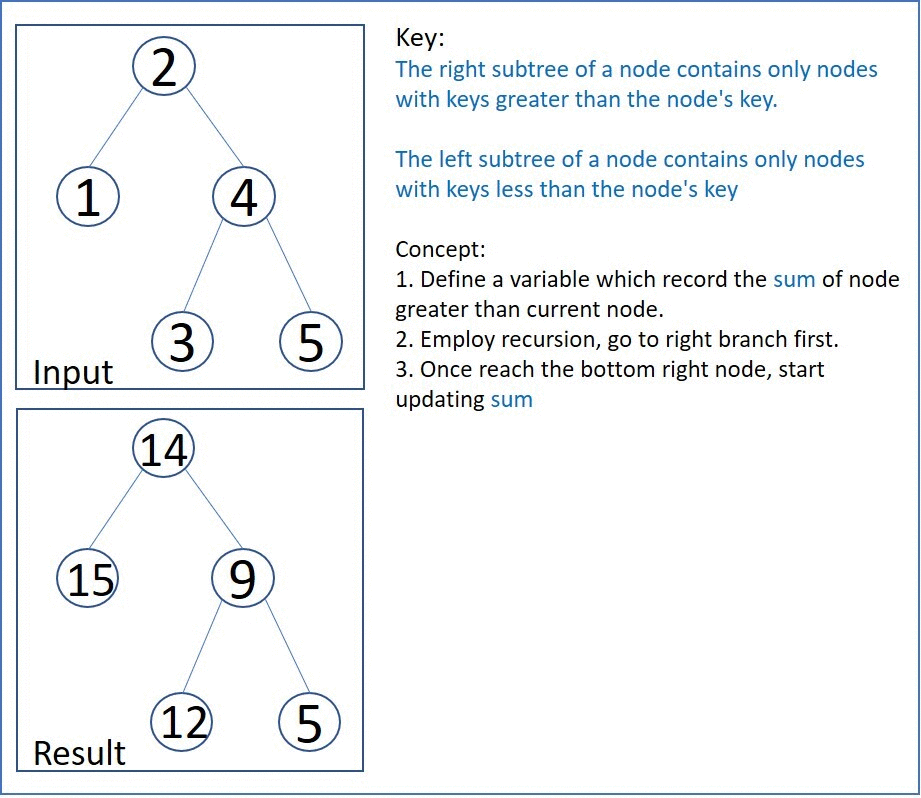 2
1
4
3
5
Input
14
15
9
12
5
Result
Key:
The right subtree of a node contains only nodes
with keys greater than the node's key.
The left subtree of a node contains only nodes
with keys less than the node's key
Concept:
1. Define a variable which record the sum of node
greater than current node.
2. Employ recursion, go to right branch first.
3. Once reach the bottom right node, start
updating sum